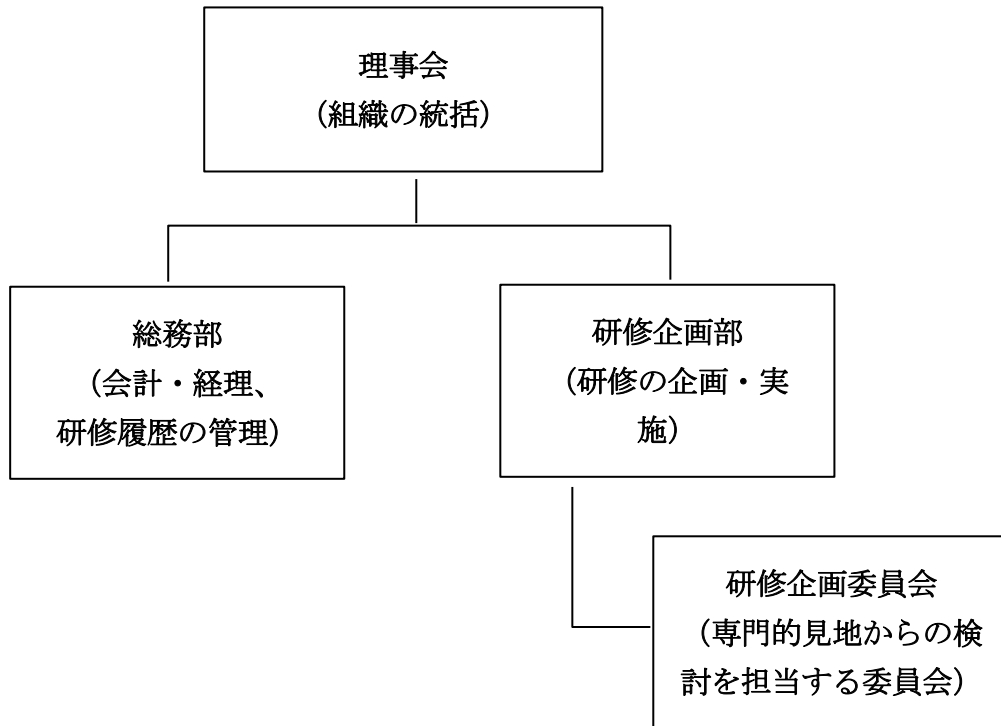 理事会
（組織の統括）
総務部
（会計・経理、
研修履歴の管理）
研修企画部
（研修の企画・実
施）
研修企画委員会
（専門的見地からの検
討を担当する委員会）